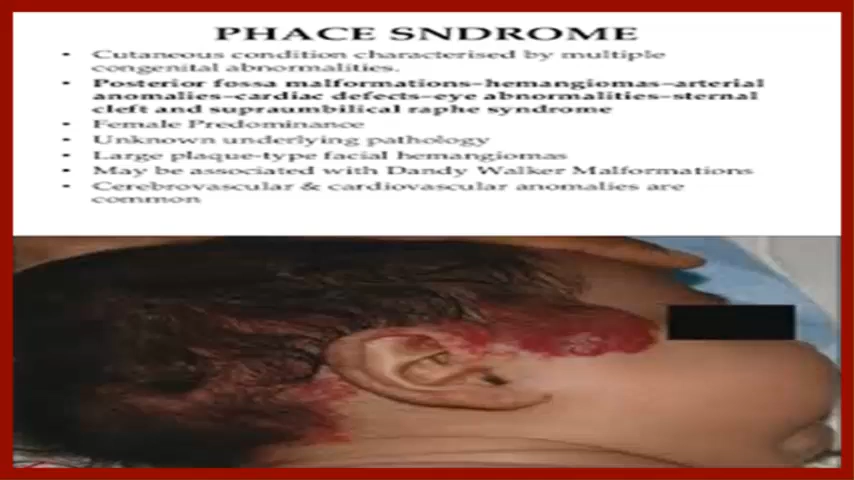 PHACE SNDROME
• Cutaneous condition characterised by multiple
congenital abnormalities.
• Posterior fossa malformations–hemangiomas–arterial
anomalies–cardiac defects–eye abnormalities–sternal
cleft and supraumbilical raphe syndrome
• Female Predominance
• Unknown underlying pathology
• Large plaque-type facial hemangiomas
• May be associated with Dandy Walker Malformations
• Cerebrovascular & cardiovascular anomalies are
common